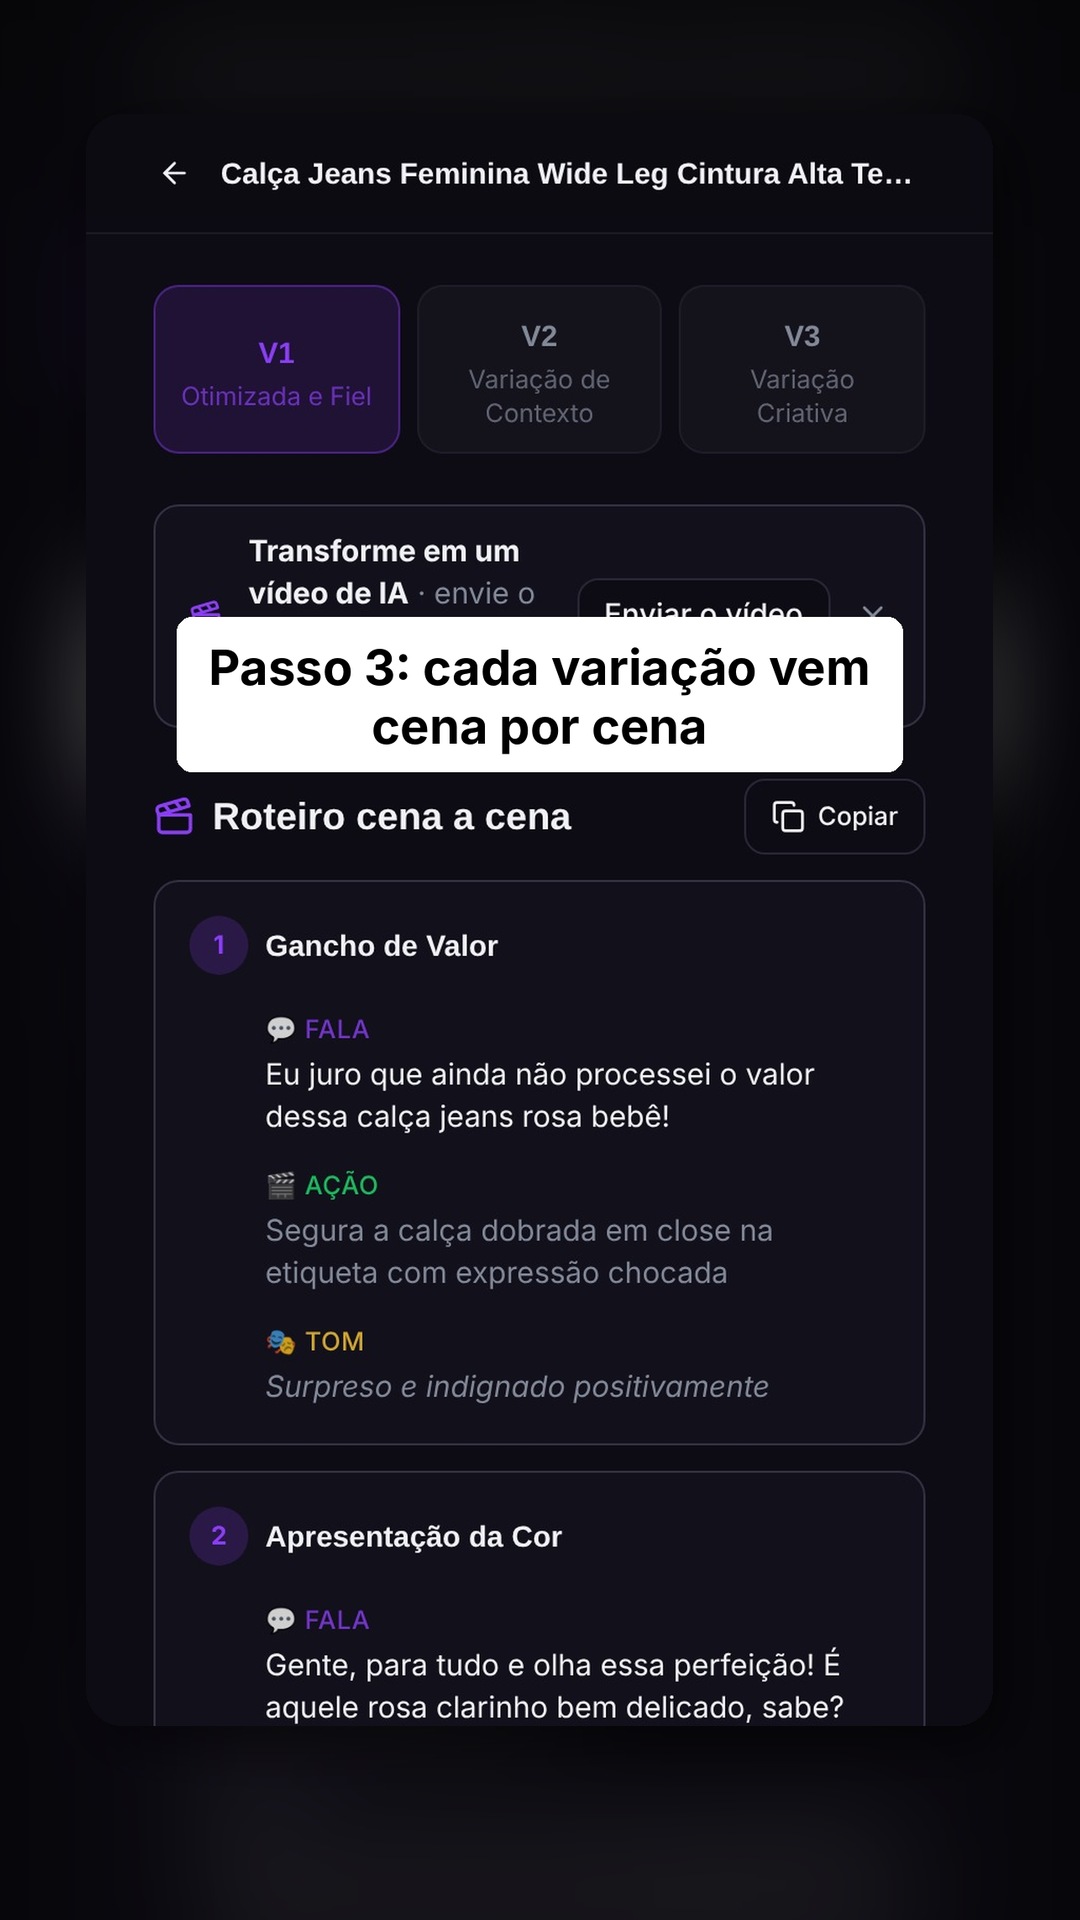 Calça Jeans Feminina Wide Leg Cintura Alta Te...
V1
Otimizada e Fiel
V2
Variação de
Contexto
V3
Variação
Criativa
Transforme em um
vídeo de IA · envie o
Enviar o vídeo
Passo 3: cada variação vem
cena por cena
Roteiro cena a cena
Copiar
1
Gancho de Valor
💬 FALA
Eu juro que ainda não processei o valor
dessa calça jeans rosa bebê!
🎬 AÇÃO
Segura a calça dobrada em close na
etiqueta com expressão chocada
🎭 TOM
Surpreso e indignado positivamente
2
Apresentação da Cor
💬 FALA
Gente, para tudo e olha essa perfeição! É
aquele rosa clarinho bem delicado, sabe?